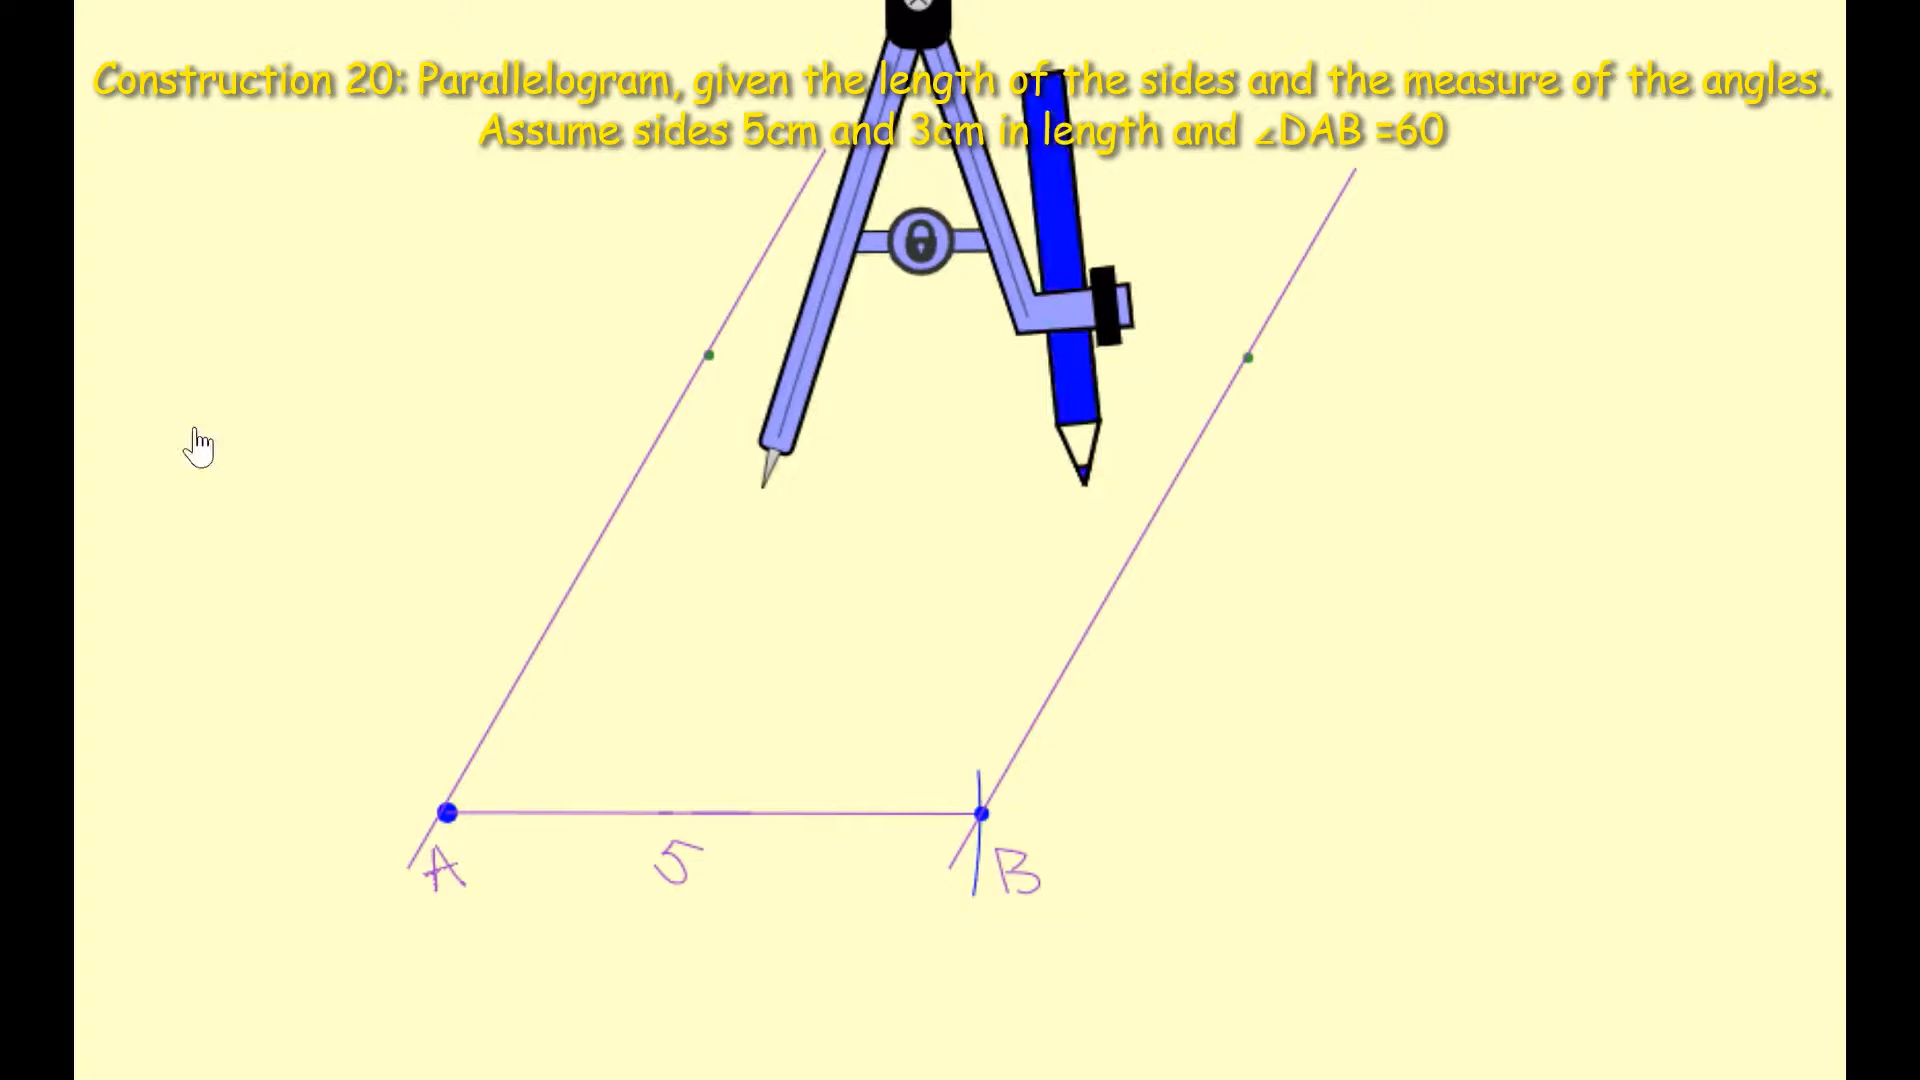 Construction 20: Parallelogram, given the length of the sides and the measure of the angles.
Assume sides 5cm and 3cm in length and ∠DAB =60
A 5 B